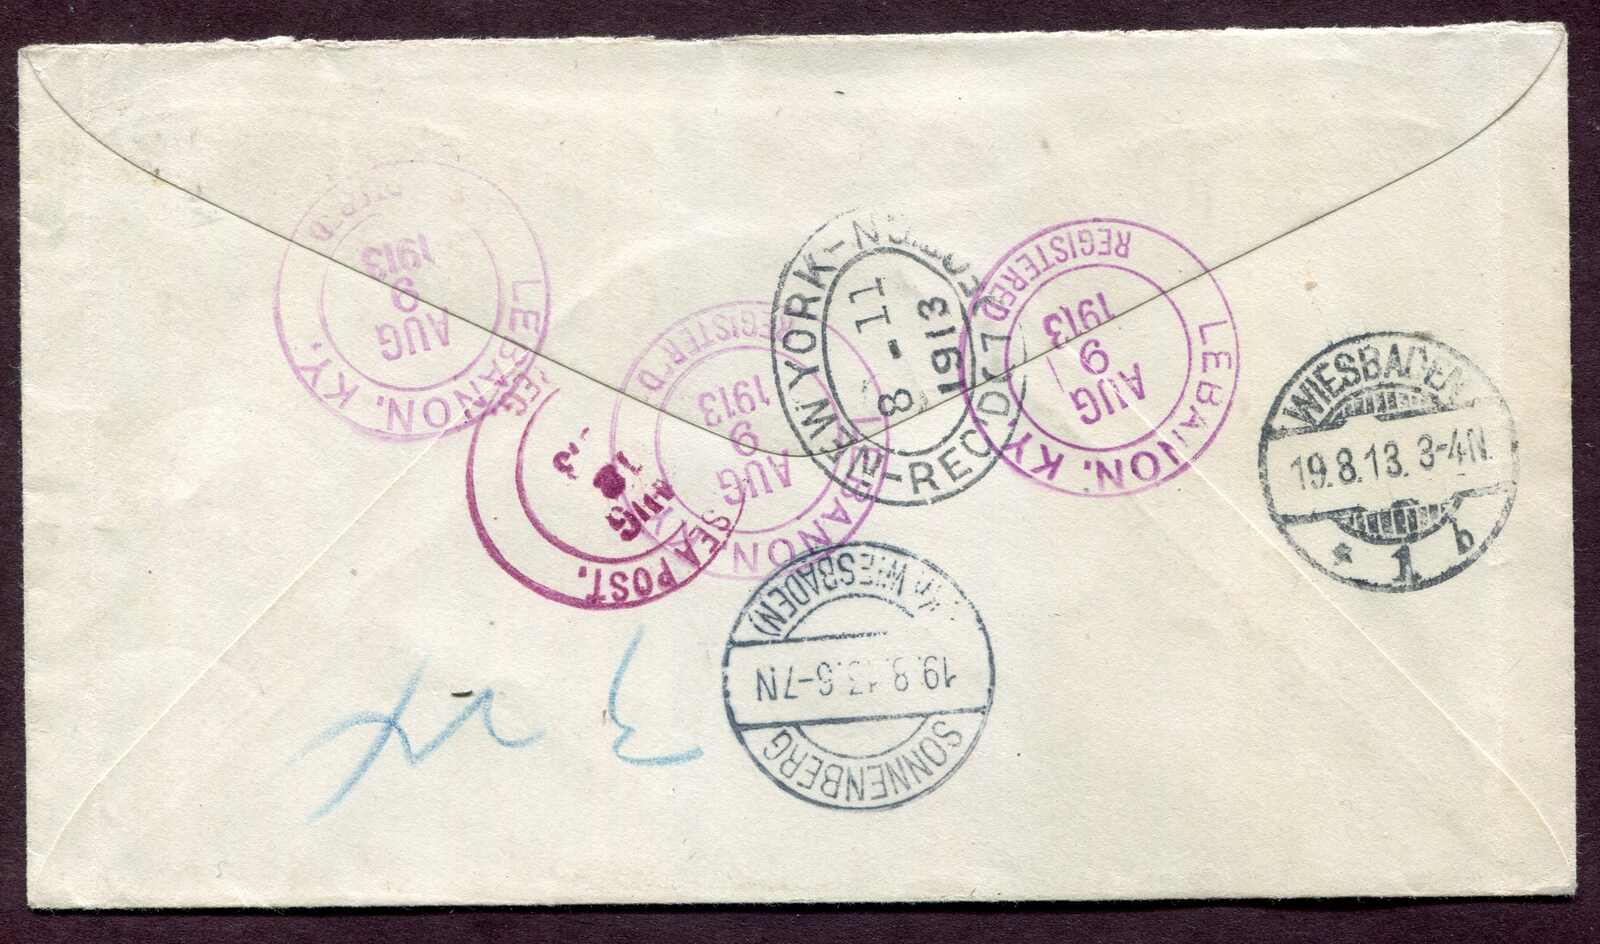 LEBANON, KY.
AUG
9
1913
LEBANON, KY.
REGISTER'D
AUG
9
1913
LEBANON, KY
REGISTERED
AUG
9
1913
NEW YORK
REC'D
8-11
1913
SEA POST.
AUG
WIESBADEN
19.8.13. 3-4N.
* 1 b
SONNENBERG
WIESBADEN)
19.8.13.6-7N